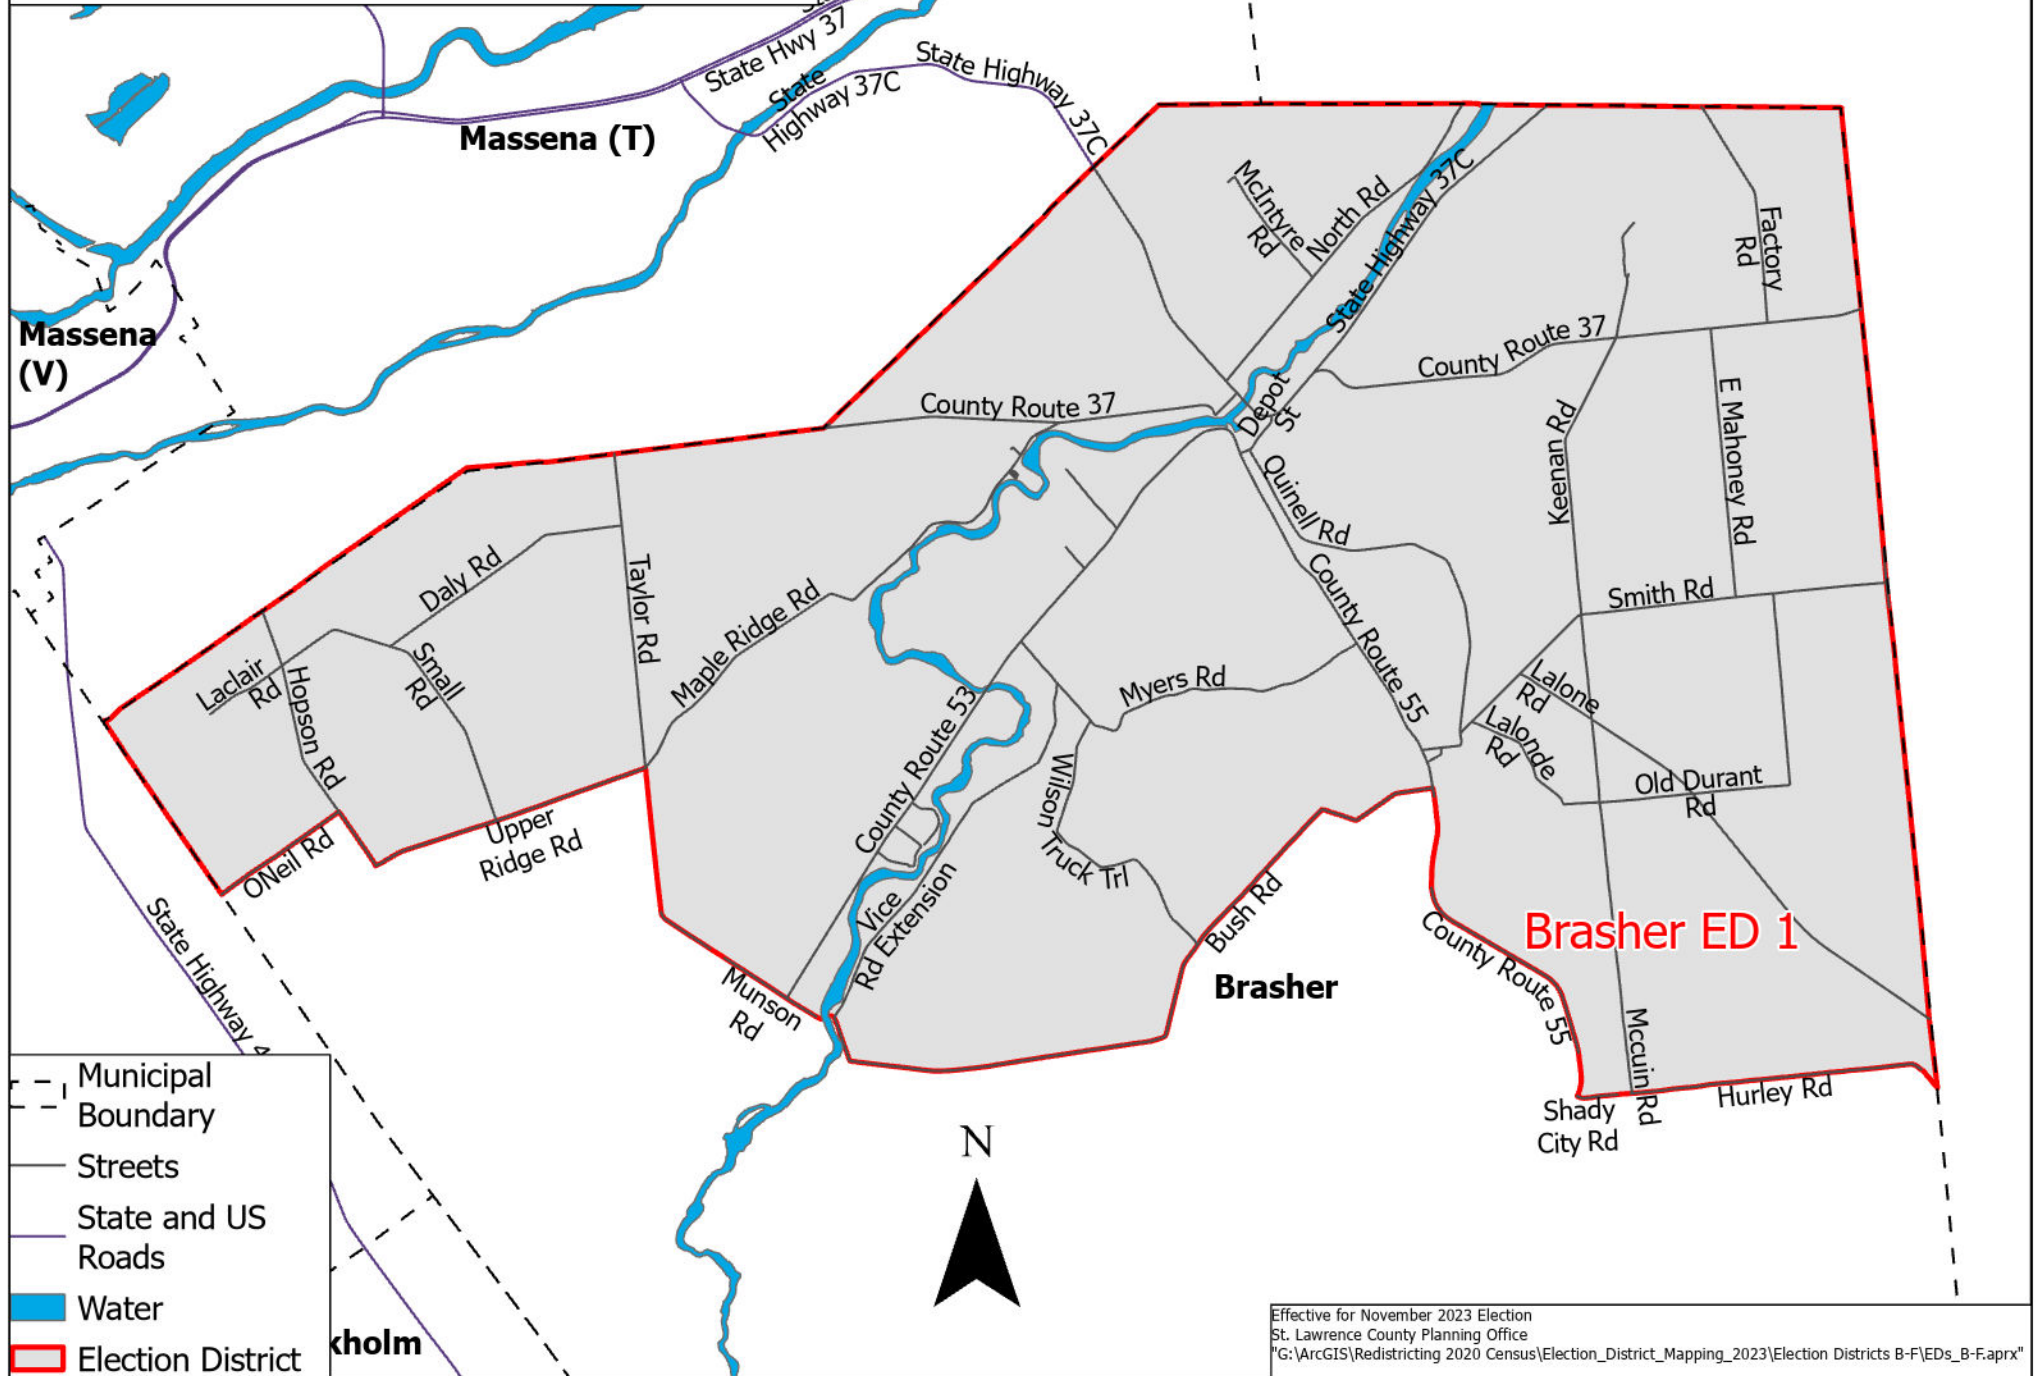 State Hwy 37
State
Highway 37C
State Highway 37C
Massena (T)
Massena
(V)
McIntyre
Rd
North Rd
State Highway 37C
Factory
Rd
County Route 37
County Route 37
Depot
St
Quinell Rd
Keenan Rd
E Mahoney Rd
Daly Rd
Taylor Rd
Maple Ridge Rd
County Route 55
Smith Rd
Laclair
Rd
Hopson Rd
Small
Rd
Myers Rd
Lalone
Rd
Lalonde
Rd
County Route 53
Wilson
Truck Trl
Old Durant
Rd
Upper
Ridge Rd
ONeil Rd
Vice
Rd Extension
Bush Rd
County Route 55
Brasher ED 1
State Highway 4
Munson
Rd
Brasher
Mccuin Rd
Hurley Rd
Shady
City Rd
N
Municipal
Boundary
Streets
State and US
Roads
Water
Election District
kholm
Effective for November 2023 Election
St. Lawrence County Planning Office
"G:\ArcGIS\Redistricting 2020 Census\Election_District_Mapping_2023\Election Districts B-F\EDs_B-F.aprx"